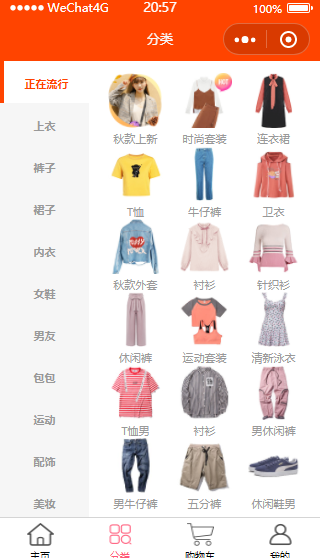 WeChat4G 20:57 100%
分类
正在流行
上衣
裤子
裙子
内衣
女鞋
男友
包包
运动
配饰
美妆
HOT
秋款上新 时尚套装 连衣裙
T恤 牛仔裤 卫衣
秋款外套 衬衫 针织衫
休闲裤 运动套装 清新泳衣
T恤男 衬衫 男休闲裤
男牛仔裤 五分裤 休闲鞋男
主页 分类 购物车 我的